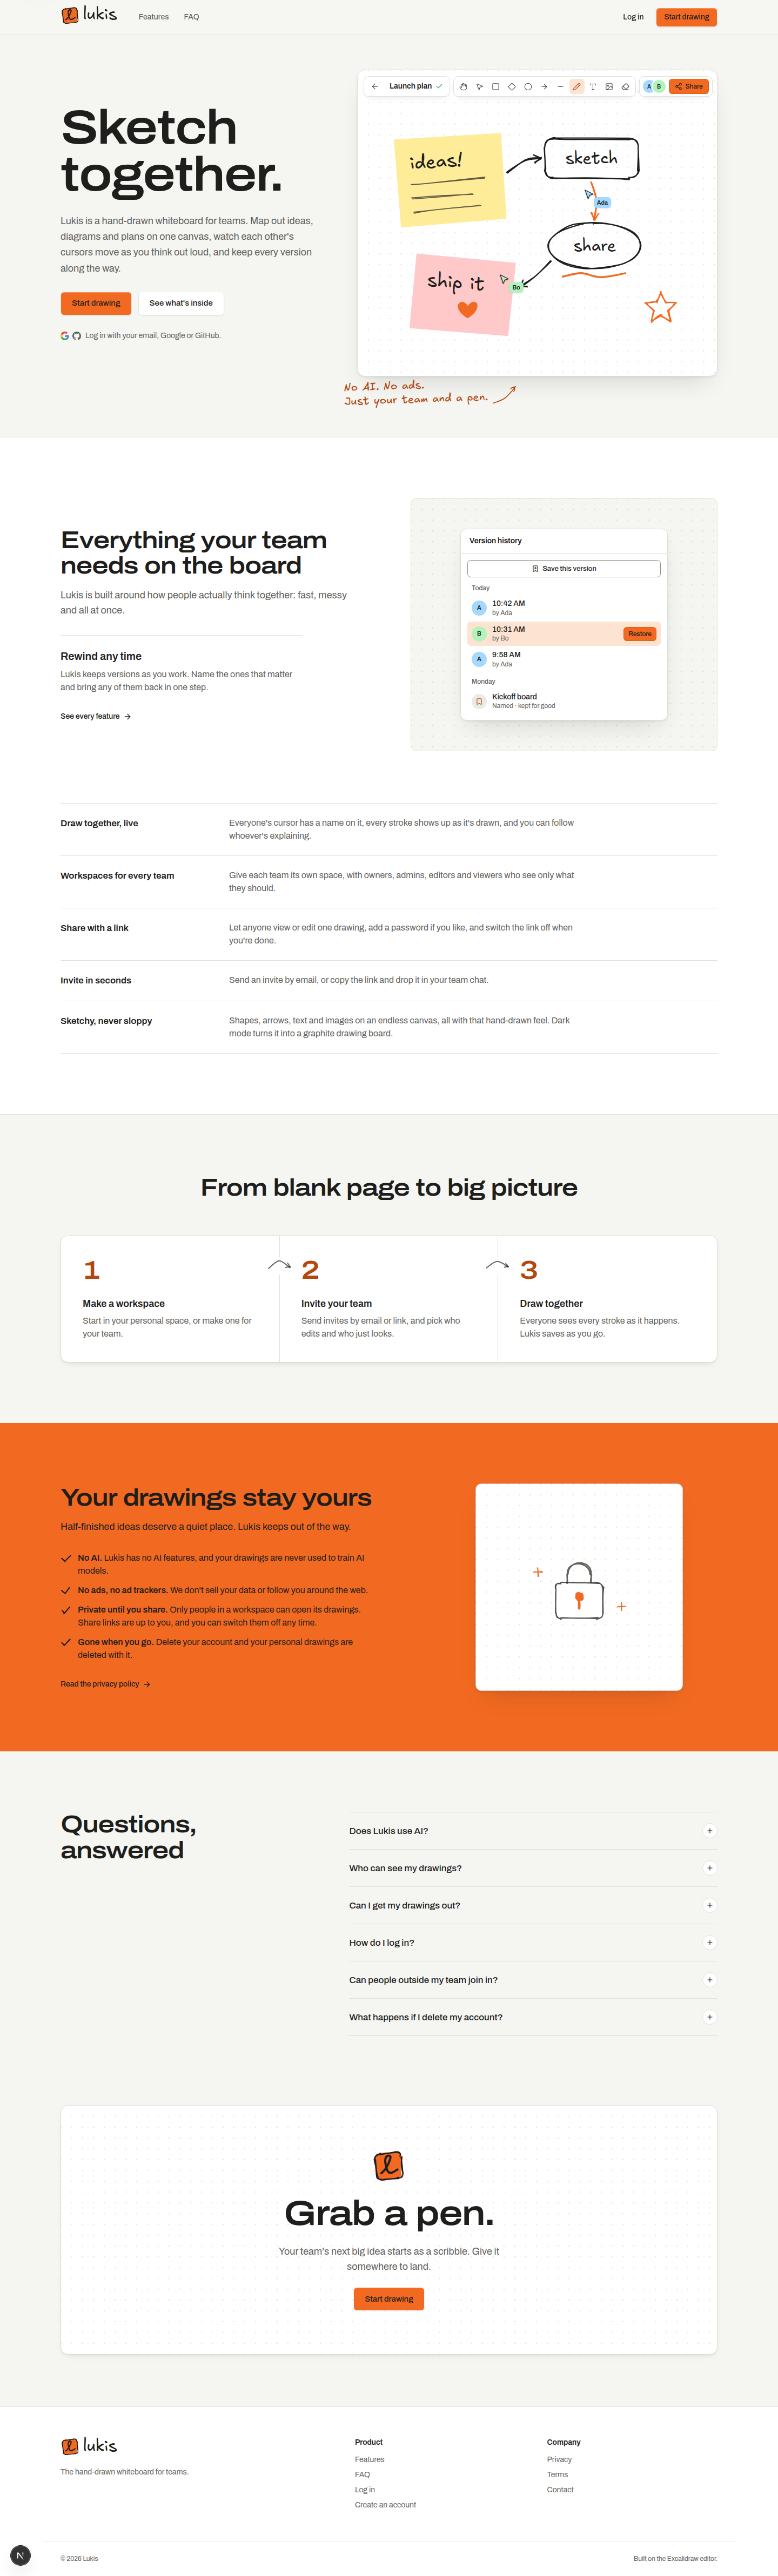 lukis
Features
FAQ
Log in
Start drawing
Sketch
together.
Lukis is a hand-drawn whiteboard for teams. Map out ideas,
diagrams and plans on one canvas, watch each other's
cursors move as you think out loud, and keep every version
along the way.
Start drawing
See what's inside
Log in with your email, Google or GitHub.
Launch plan
A
B
Share
ideas!
sketch
Ada
share
ship it
Bo
No AI. No ads.
Just your team and a pen.
Everything your team
needs on the board
Lukis is built around how people actually think together: fast, messy
and all at once.
Rewind any time
Lukis keeps versions as you work. Name the ones that matter
and bring any of them back in one step.
See every feature
Version history
Save this version
Today
A
10:42 AM
by Ada
B
10:31 AM
by Bo
Restore
A
9:58 AM
by Ada
Monday
Kickoff board
Named · kept for good
Draw together, live
Everyone's cursor has a name on it, every stroke shows up as it's drawn, and you can follow
whoever's explaining.
Workspaces for every team
Give each team its own space, with owners, admins, editors and viewers who see only what
they should.
Share with a link
Let anyone view or edit one drawing, add a password if you like, and switch the link off when
you're done.
Invite in seconds
Send an invite by email, or copy the link and drop it in your team chat.
Sketchy, never sloppy
Shapes, arrows, text and images on an endless canvas, all with that hand-drawn feel. Dark
mode turns it into a graphite drawing board.
From blank page to big picture
1
Make a workspace
Start in your personal space, or make one for
your team.
2
Invite your team
Send invites by email or link, and pick who
edits and who just looks.
3
Draw together
Everyone sees every stroke as it happens.
Lukis saves as you go.
Your drawings stay yours
Half-finished ideas deserve a quiet place. Lukis keeps out of the way.
No AI. Lukis has no AI features, and your drawings are never used to train AI
models.
No ads, no ad trackers. We don't sell your data or follow you around the web.
Private until you share. Only people in a workspace can open its drawings.
Share links are up to you, and you can switch them off any time.
Gone when you go. Delete your account and your personal drawings are
deleted with it.
Read the privacy policy
Questions,
answered
Does Lukis use AI?
Who can see my drawings?
Can I get my drawings out?
How do I log in?
Can people outside my team join in?
What happens if I delete my account?
l
Grab a pen.
Your team's next big idea starts as a scribble. Give it
somewhere to land.
Start drawing
lukis
The hand-drawn whiteboard for teams.
Product
Features
FAQ
Log in
Create an account
Company
Privacy
Terms
Contact
N
© 2026 Lukis
Built on the Excalidraw editor.